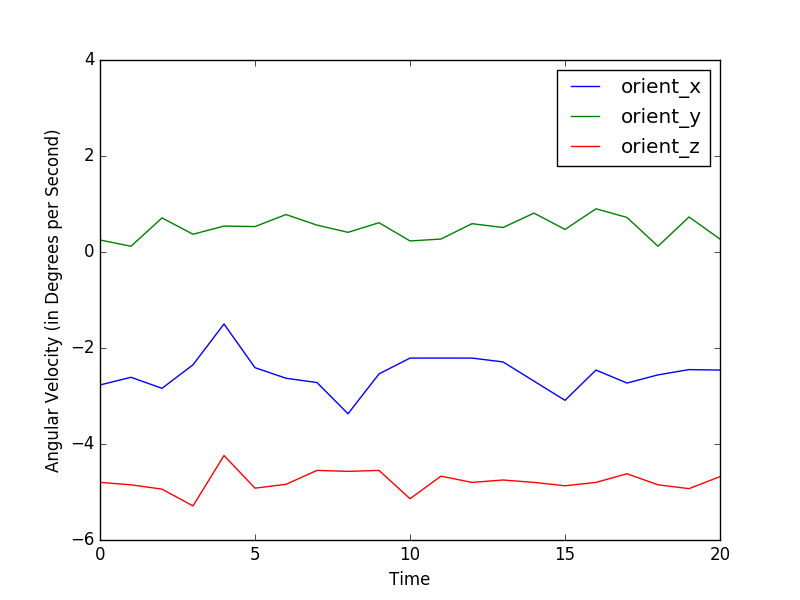 4
2
0
−2
−4
−6
Angular Velocity (in Degrees per Second)
orient_x
orient_y
orient_z
0 5 10 15 20
Time